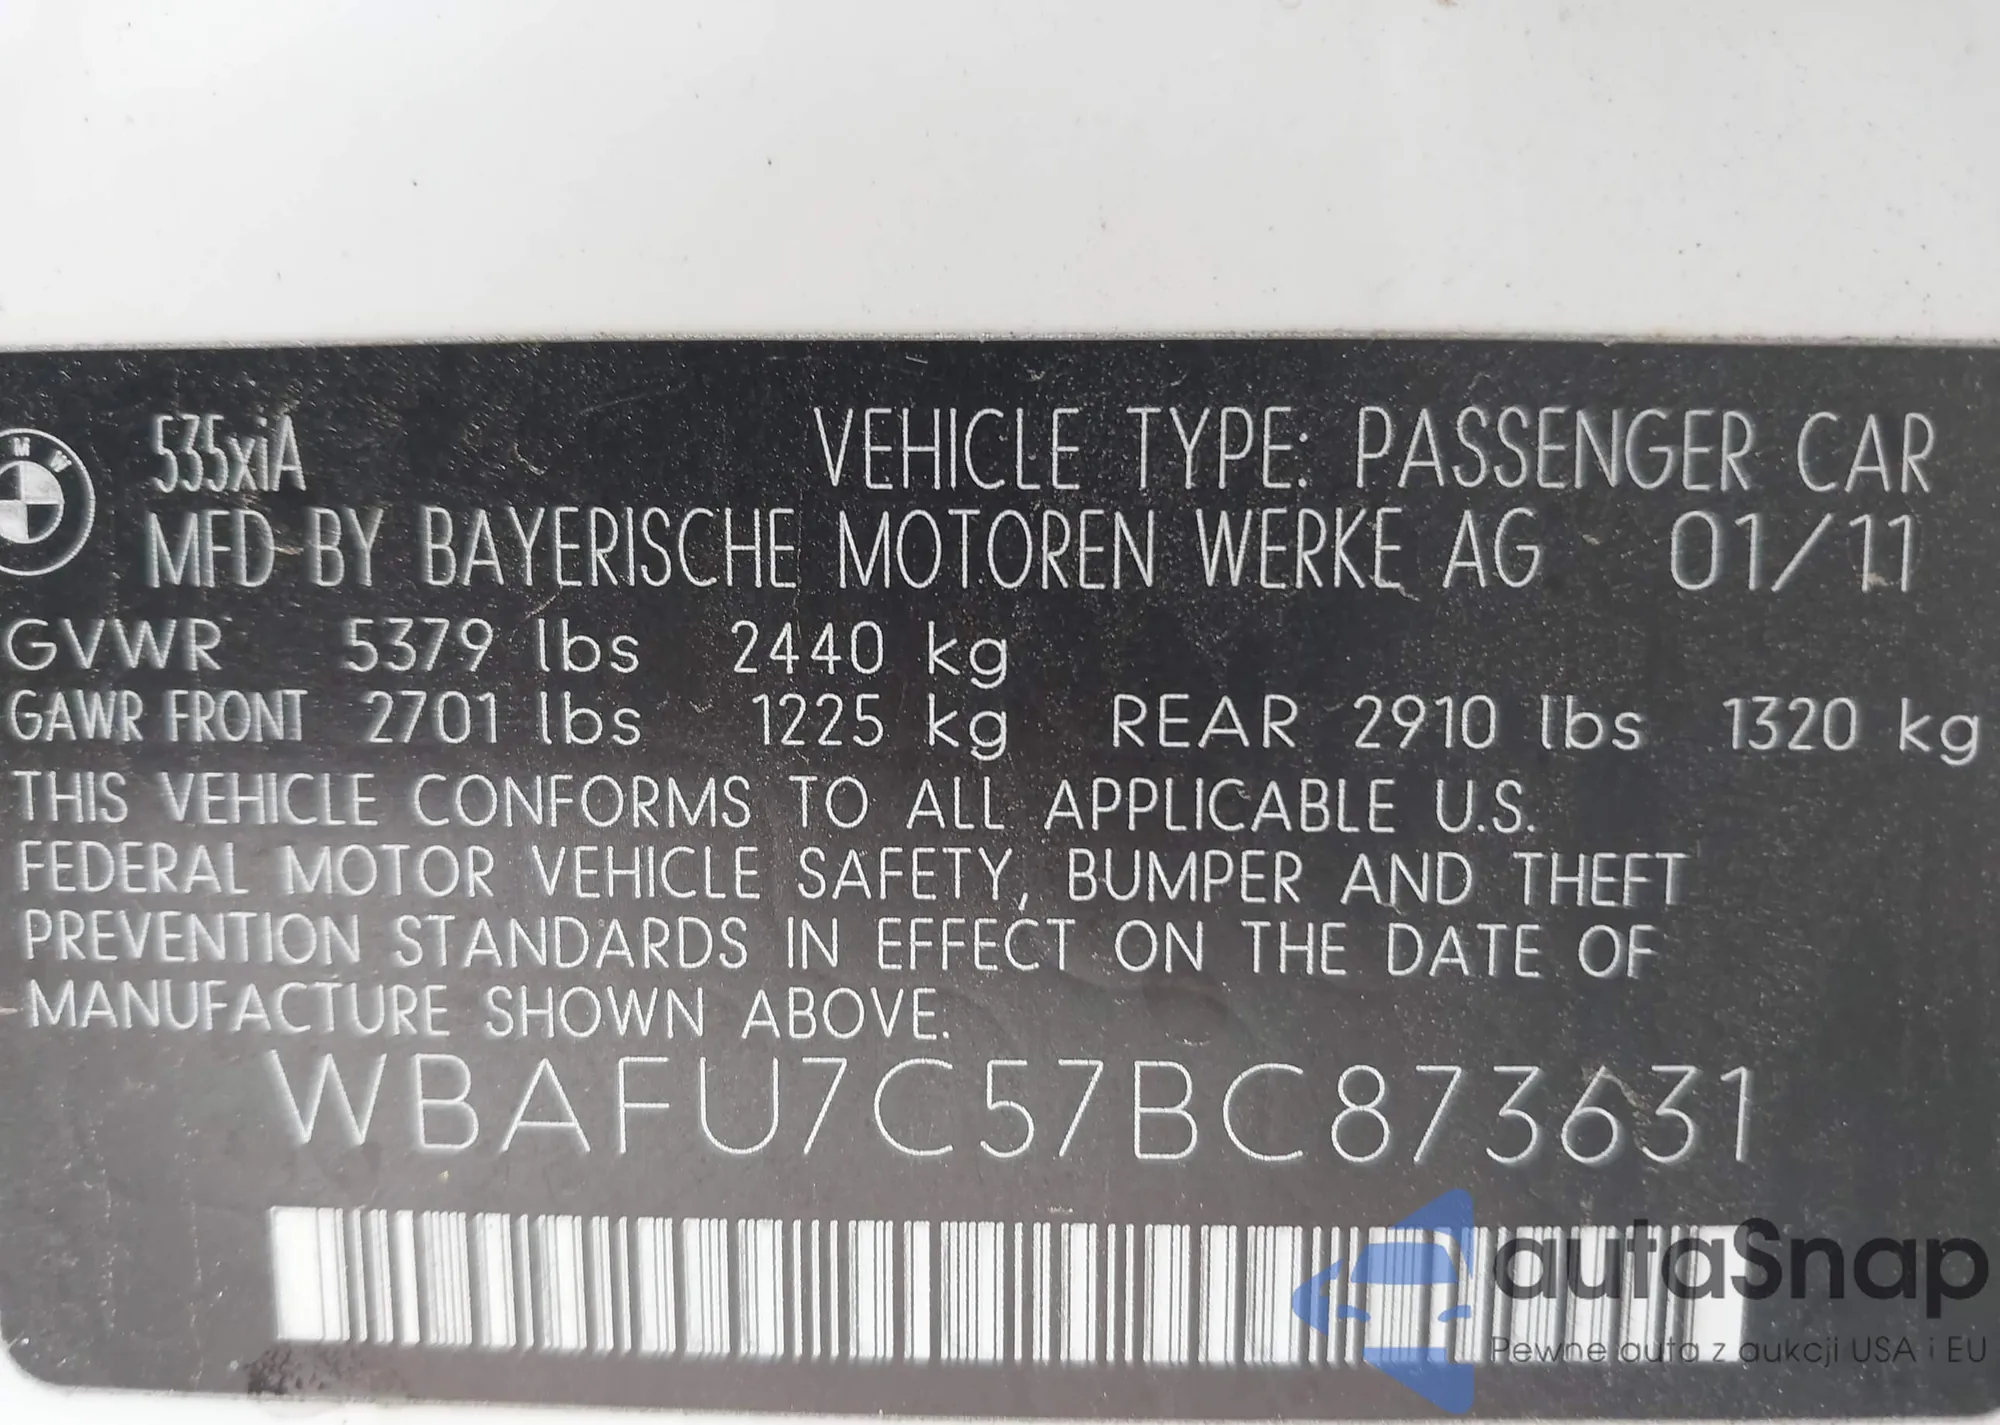 535xiA VEHICLE TYPE: PASSENGER CAR
MFD BY BAYERISCHE MOTOREN WERKE AG 01/11
GVWR 5379 lbs 2440 kg
GAWR FRONT 2701 lbs 1225 kg REAR 2910 lbs 1320 kg
THIS VEHICLE CONFORMS TO ALL APPLICABLE U.S.
FEDERAL MOTOR VEHICLE SAFETY, BUMPER AND THEFT
PREVENTION STANDARDS IN EFFECT ON THE DATE OF
MANUFACTURE SHOWN ABOVE.
WBAFU7C57BC873631
autaSnap
Pewne auta z aukcji USA i EU